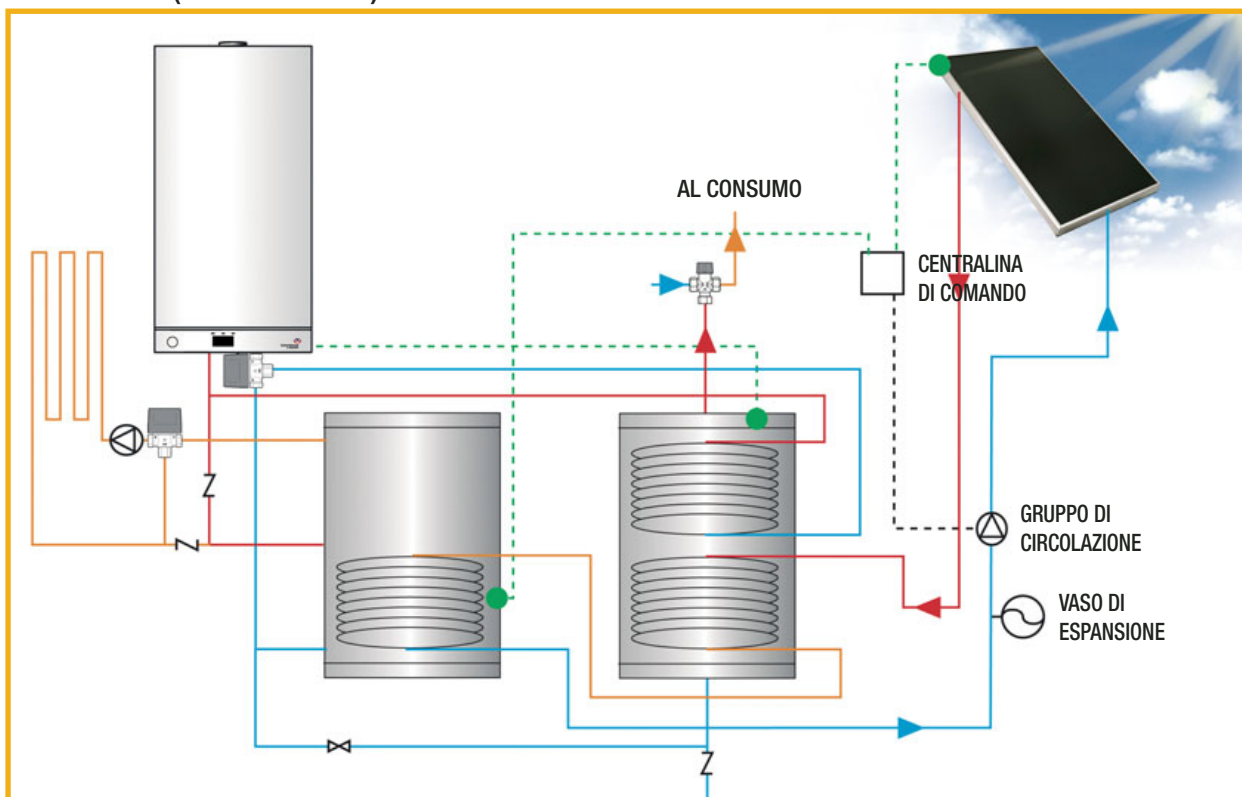 AL CONSUMO
CENTRALINA
DI COMANDO
GRUPPO DI
CIRCOLAZIONE
VASO DI
ESPANSIONE